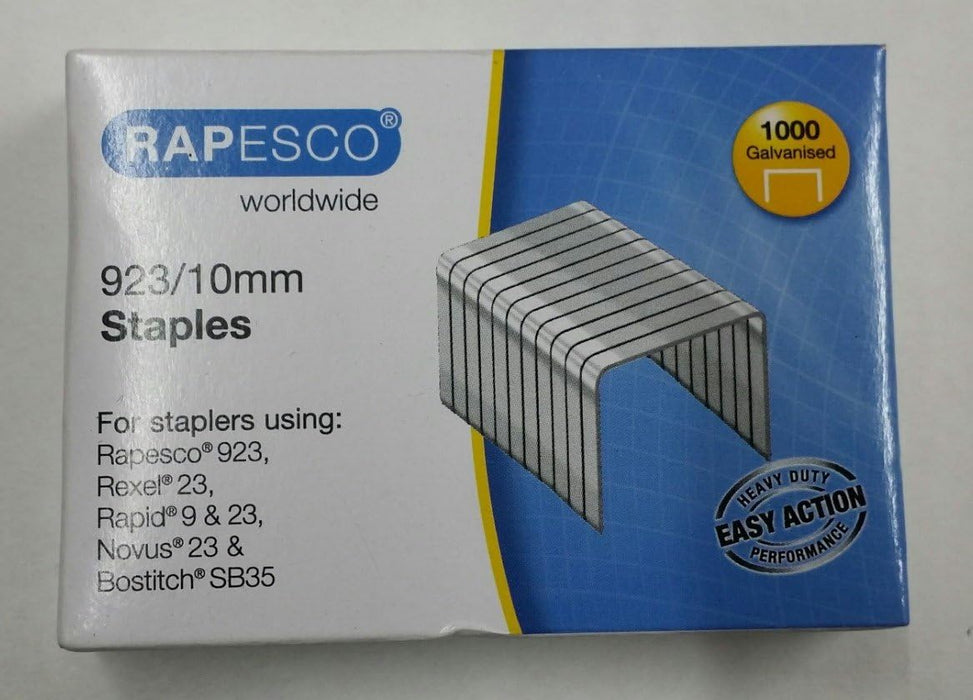 RAPESCO®
worldwide
923/10mm
Staples
For staplers using:
Rapesco® 923,
Rexel® 23,
Rapid® 9 & 23,
Novus® 23 &
Bostitch® SB35
1000
Galvanised
HEAVY DUTY
EASY ACTION
PERFORMANCE